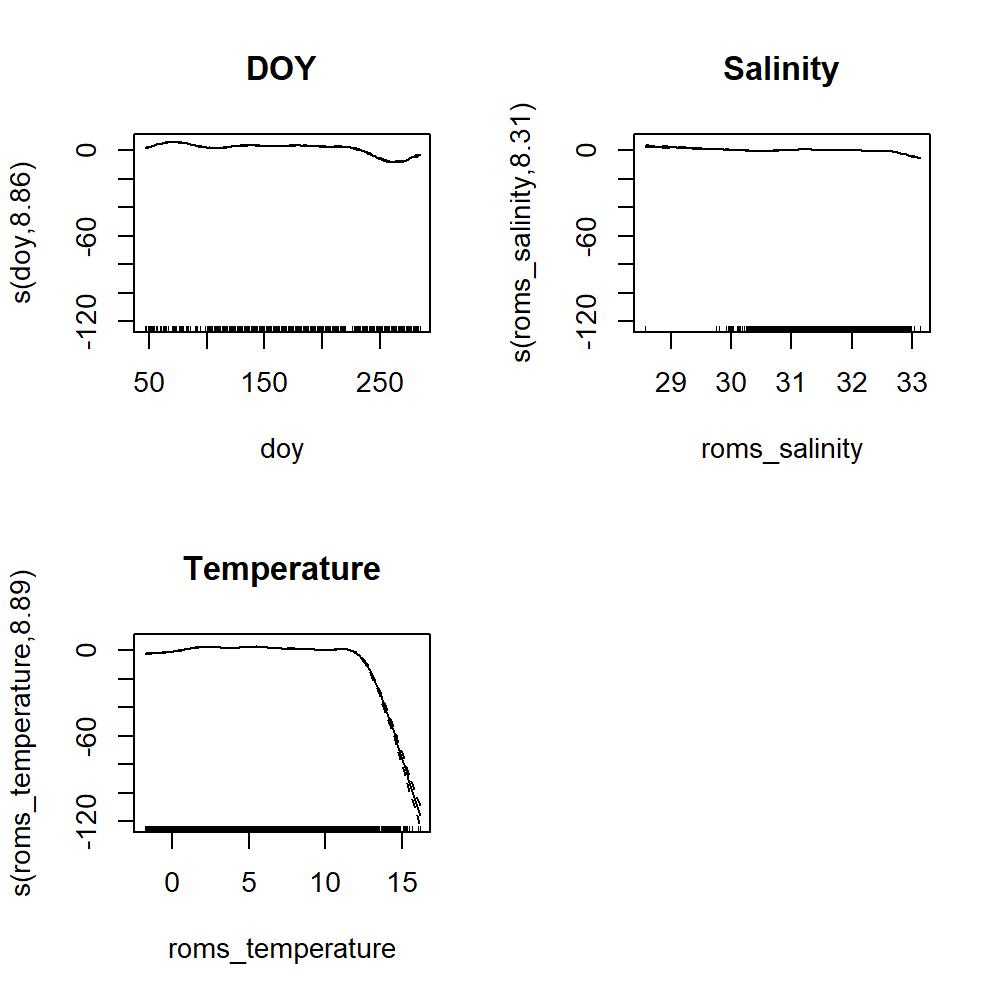 DOY
s(doy,8.86)
0
-60
-120
50 150 250
doy
Salinity
s(roms_salinity,8.31)
0
-60
-120
29 30 31 32 33
roms_salinity
Temperature
s(roms_temperature,8.89)
0
-60
-120
0 5 10 15
roms_temperature